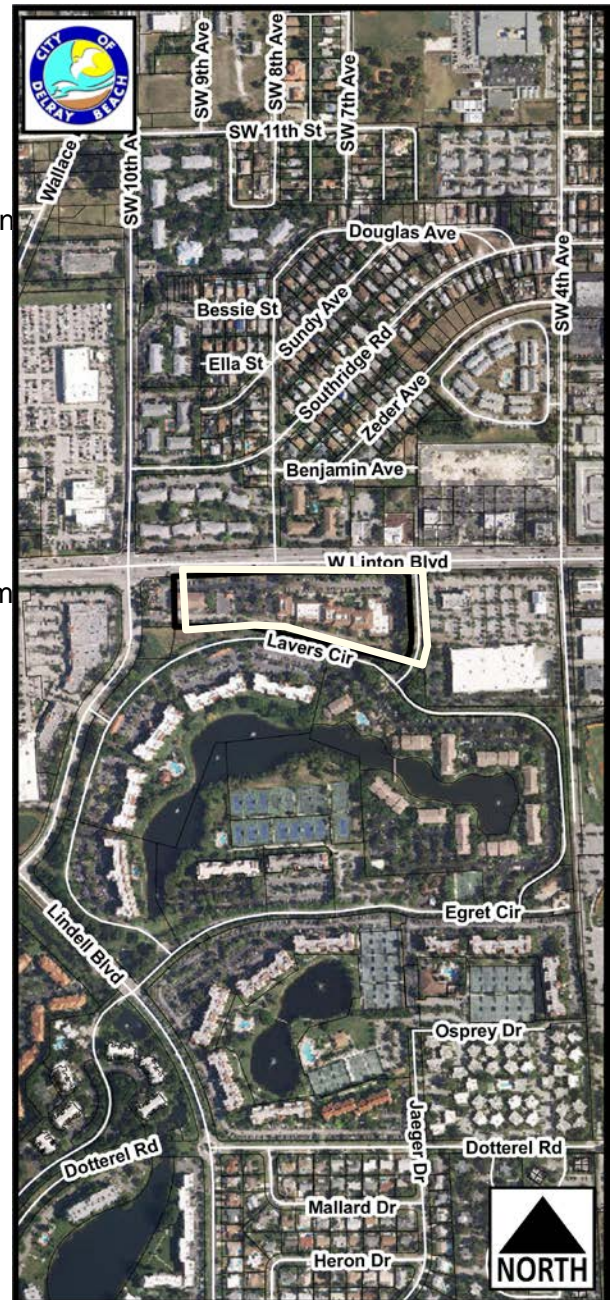 CITY OF
DELRAY BEACH
SW 9th Ave
SW 8th Ave
SW 7th Ave
SW 11th St
Wallace
SW 10th A
n
Douglas Ave
SW 4th Ave
Bessie St
Sundy Ave
Ella St
Southridge Rd
Zeder Ave
Benjamin Ave
W Linton Blvd
m
Lavers Cir
Lindell Blvd
Egret Cir
Osprey Dr
Jaeger Dr
Dotterel Rd
Dotterel Rd
Mallard Dr
Heron Dr
NORTH